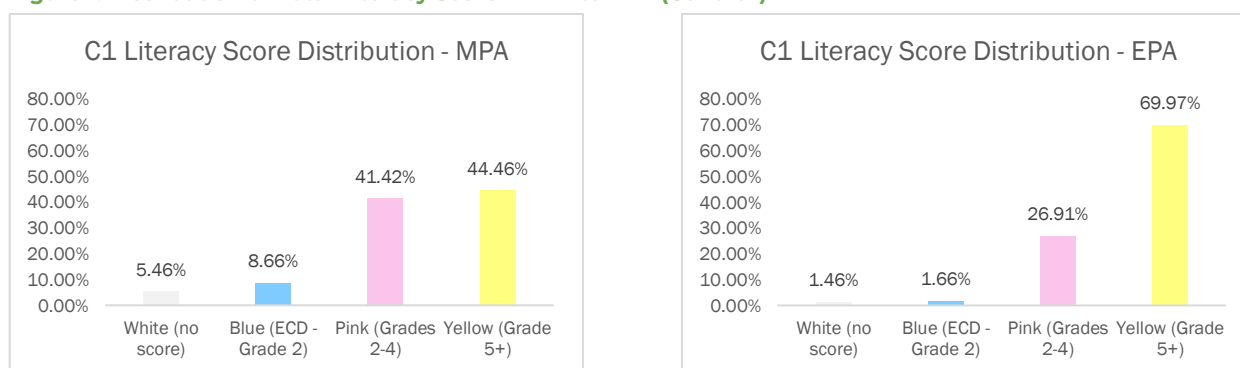 C1 Literacy Score Distribution - MPA
80.00%
70.00%
60.00%
50.00%
40.00%
30.00%
20.00%
10.00%
0.00%
5.46%
8.66%
41.42%
44.46%
White (no score)
Blue (ECD - Grade 2)
Pink (Grades 2-4)
Yellow (Grade 5+)
C1 Literacy Score Distribution - EPA
80.00%
70.00%
60.00%
50.00%
40.00%
30.00%
20.00%
10.00%
0.00%
1.46%
1.66%
26.91%
69.97%
White (no score)
Blue (ECD - Grade 2)
Pink (Grades 2-4)
Yellow (Grade 5+)